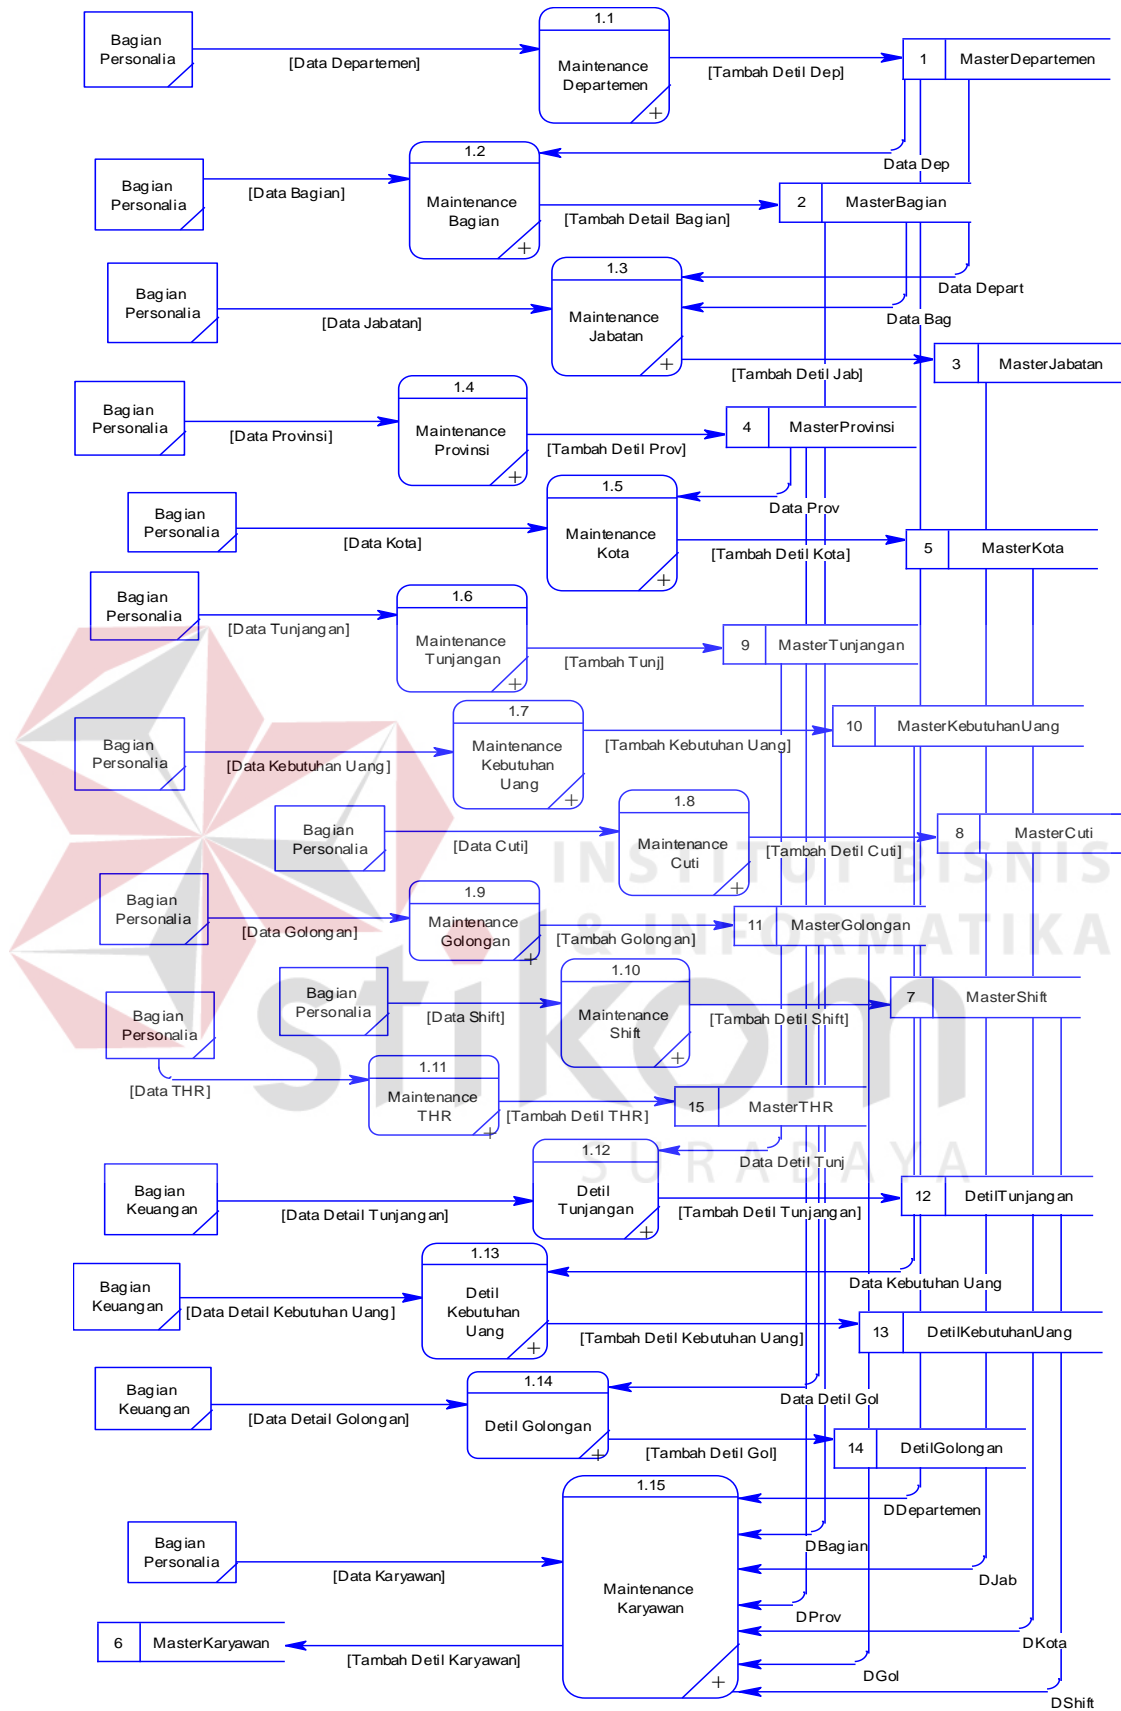 Bagian
Personalia
[Data Departemen]
1.1
Maintenance
Departemen
+
[Tambah Detil Dep]
1 MasterDepartemen
Data Dep
Bagian
Personalia
[Data Bagian]
1.2
Maintenance
Bagian
+
[Tambah Detail Bagian]
2 MasterBagian
Data Depart
Bagian
Personalia
[Data Jabatan]
1.3
Maintenance
Jabatan
+
Data Bag
[Tambah Detil Jab]
3 MasterJabatan
Bagian
Personalia
[Data Provinsi]
1.4
Maintenance
Provinsi
+
[Tambah Detil Prov]
4 MasterProvinsi
Data Prov
Bagian
Personalia
[Data Kota]
1.5
Maintenance
Kota
+
[Tambah Detil Kota]
5 MasterKota
Bagian
Personalia
[Data Tunjangan]
1.6
Maintenance
Tunjangan
+
[Tambah Tunj]
9 MasterTunjangan
Bagian
Personalia
[Data Kebutuhan Uang]
1.7
Maintenance
Kebutuhan
Uang
+
[Tambah Kebutuhan Uang]
10 MasterKebutuhanUang
Bagian
Personalia
[Data Cuti]
1.8
Maintenance
Cuti
+
[Tambah Detil Cuti]
8 MasterCuti
INSTITUT BISNIS
& INFORMATIKA
stikom
SURABAYA
Bagian
Personalia
[Data Golongan]
1.9
Maintenance
Golongan
+
[Tambah Golongan]
11 MasterGolongan
Bagian
Personalia
[Data Shift]
1.10
Maintenance
Shift
+
[Tambah Detil Shift]
7 MasterShift
Bagian
Personalia
[Data THR]
1.11
Maintenance
THR
+
[Tambah Detil THR]
15 MasterTHR
Data Detil Tunj
Bagian
Keuangan
[Data Detail Tunjangan]
1.12
Detil
Tunjangan
+
[Tambah Detil Tunjangan]
12 DetilTunjangan
Data Kebutuhan Uang
Bagian
Keuangan
[Data Detail Kebutuhan Uang]
1.13
Detil
Kebutuhan
Uang
+
[Tambah Detil Kebutuhan Uang]
13 DetilKebutuhanUang
Data Detil Gol
Bagian
Keuangan
[Data Detail Golongan]
1.14
Detil Golongan
+
[Tambah Detil Gol]
14 DetilGolongan
Bagian
Personalia
[Data Karyawan]
1.15
Maintenance
Karyawan
+
DDepartemen
DBagian
DJab
DProv
DKota
DGol
DShift
[Tambah Detil Karyawan]
6 MasterKaryawan